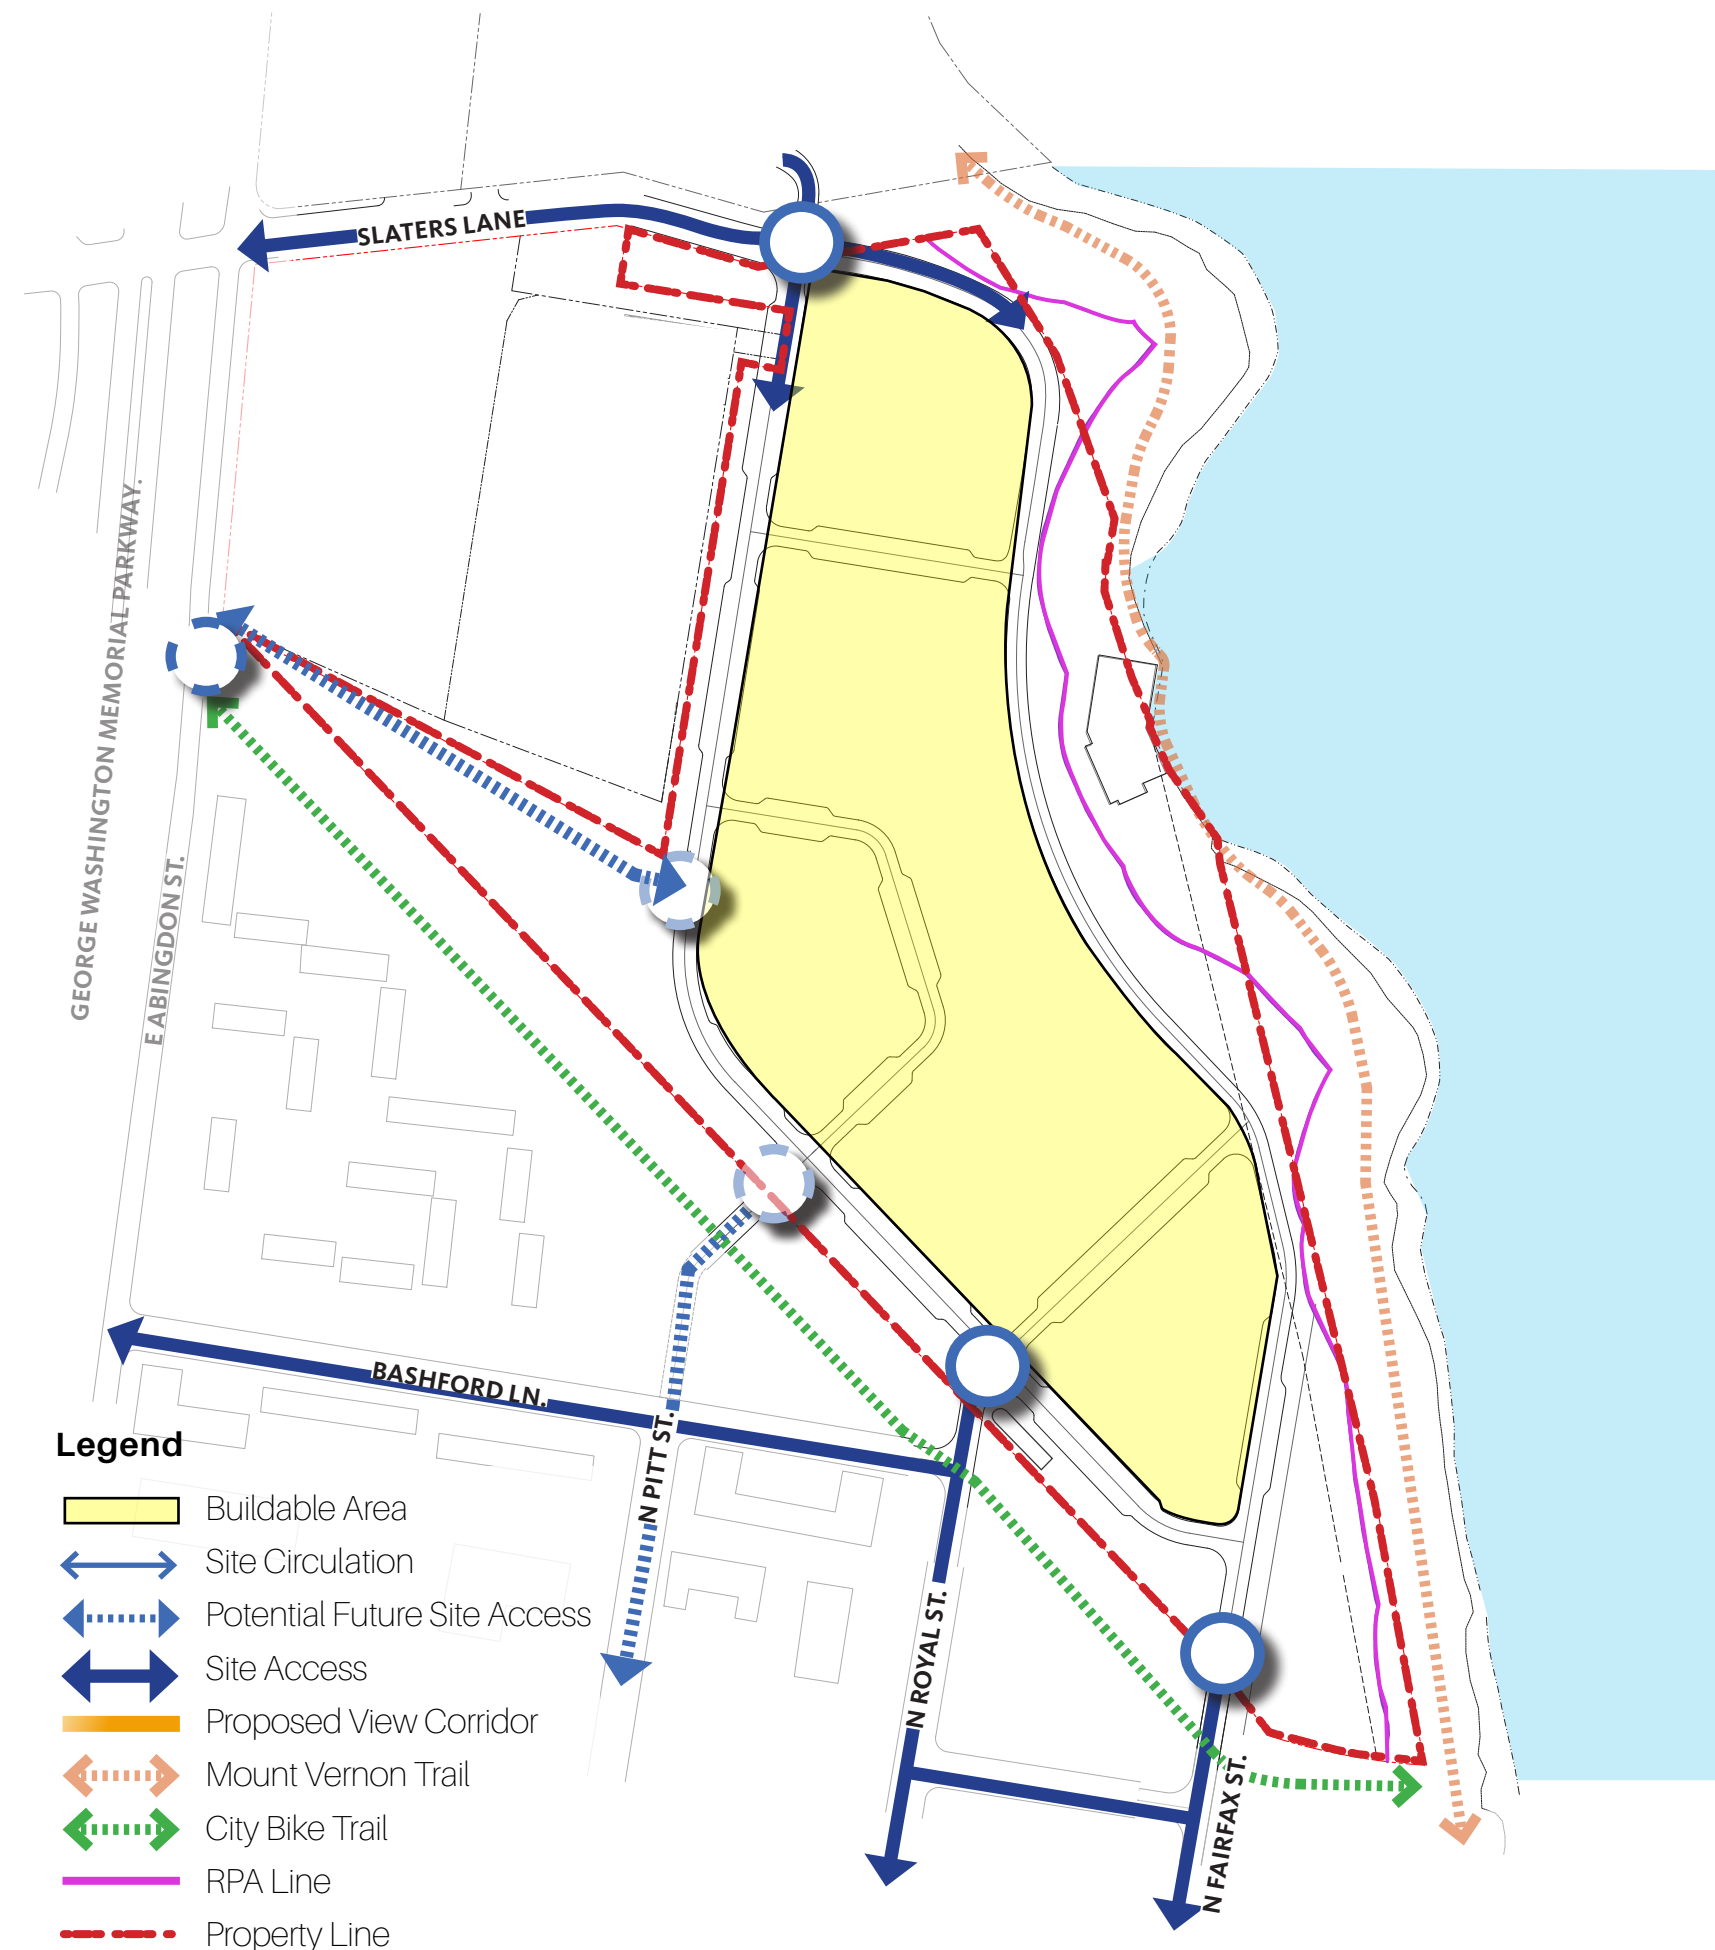 SLATERS LANE
GEORGE WASHINGTON MEMORIAL PARKWAY.
E ABINGDON ST.
BASHFORD LN.
N PITT ST.
N ROYAL ST.
N FAIRFAX ST.
Legend
Buildable Area
Site Circulation
Potential Future Site Access
Site Access
Proposed View Corridor
Mount Vernon Trail
City Bike Trail
RPA Line
Property Line